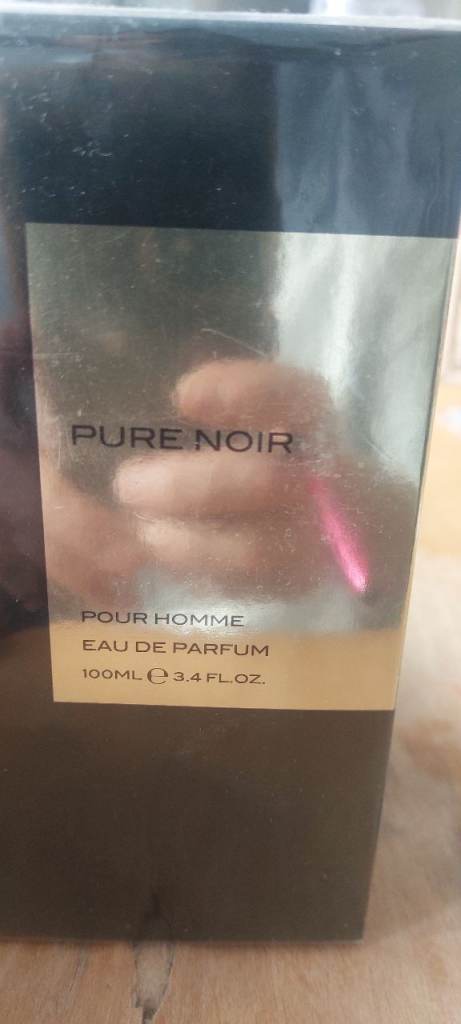 PURE NOIR
POUR HOMME
EAU DE PARFUM
100ML ℮ 3.4 FL.OZ.